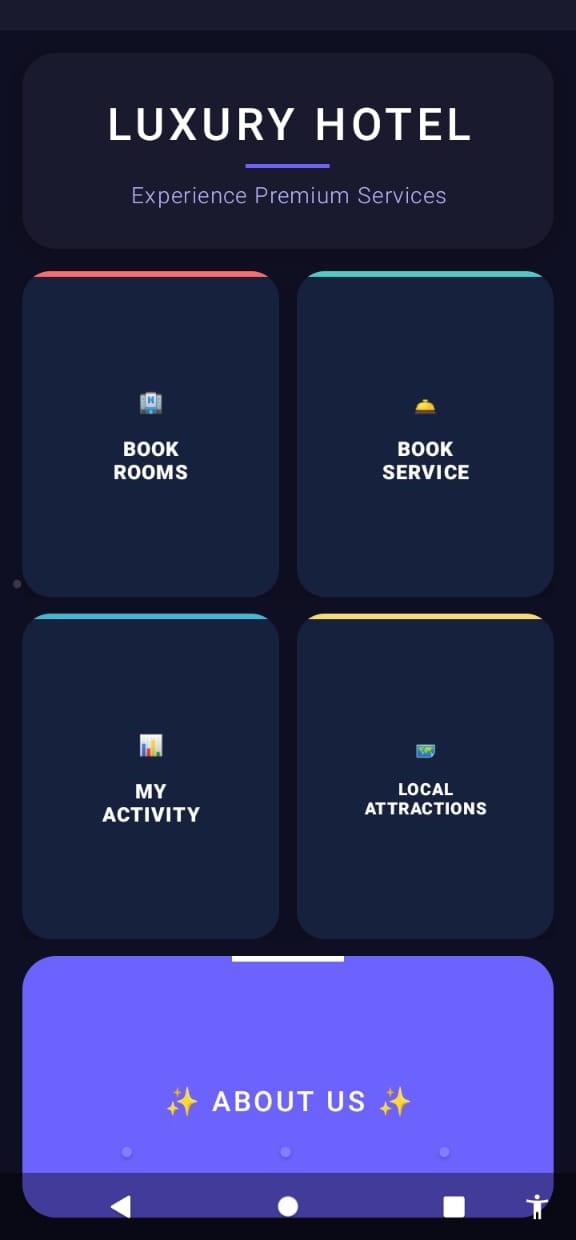 LUXURY HOTEL
Experience Premium Services
BOOK
ROOMS
BOOK
SERVICE
MY
ACTIVITY
LOCAL
ATTRACTIONS
✨ ABOUT US ✨